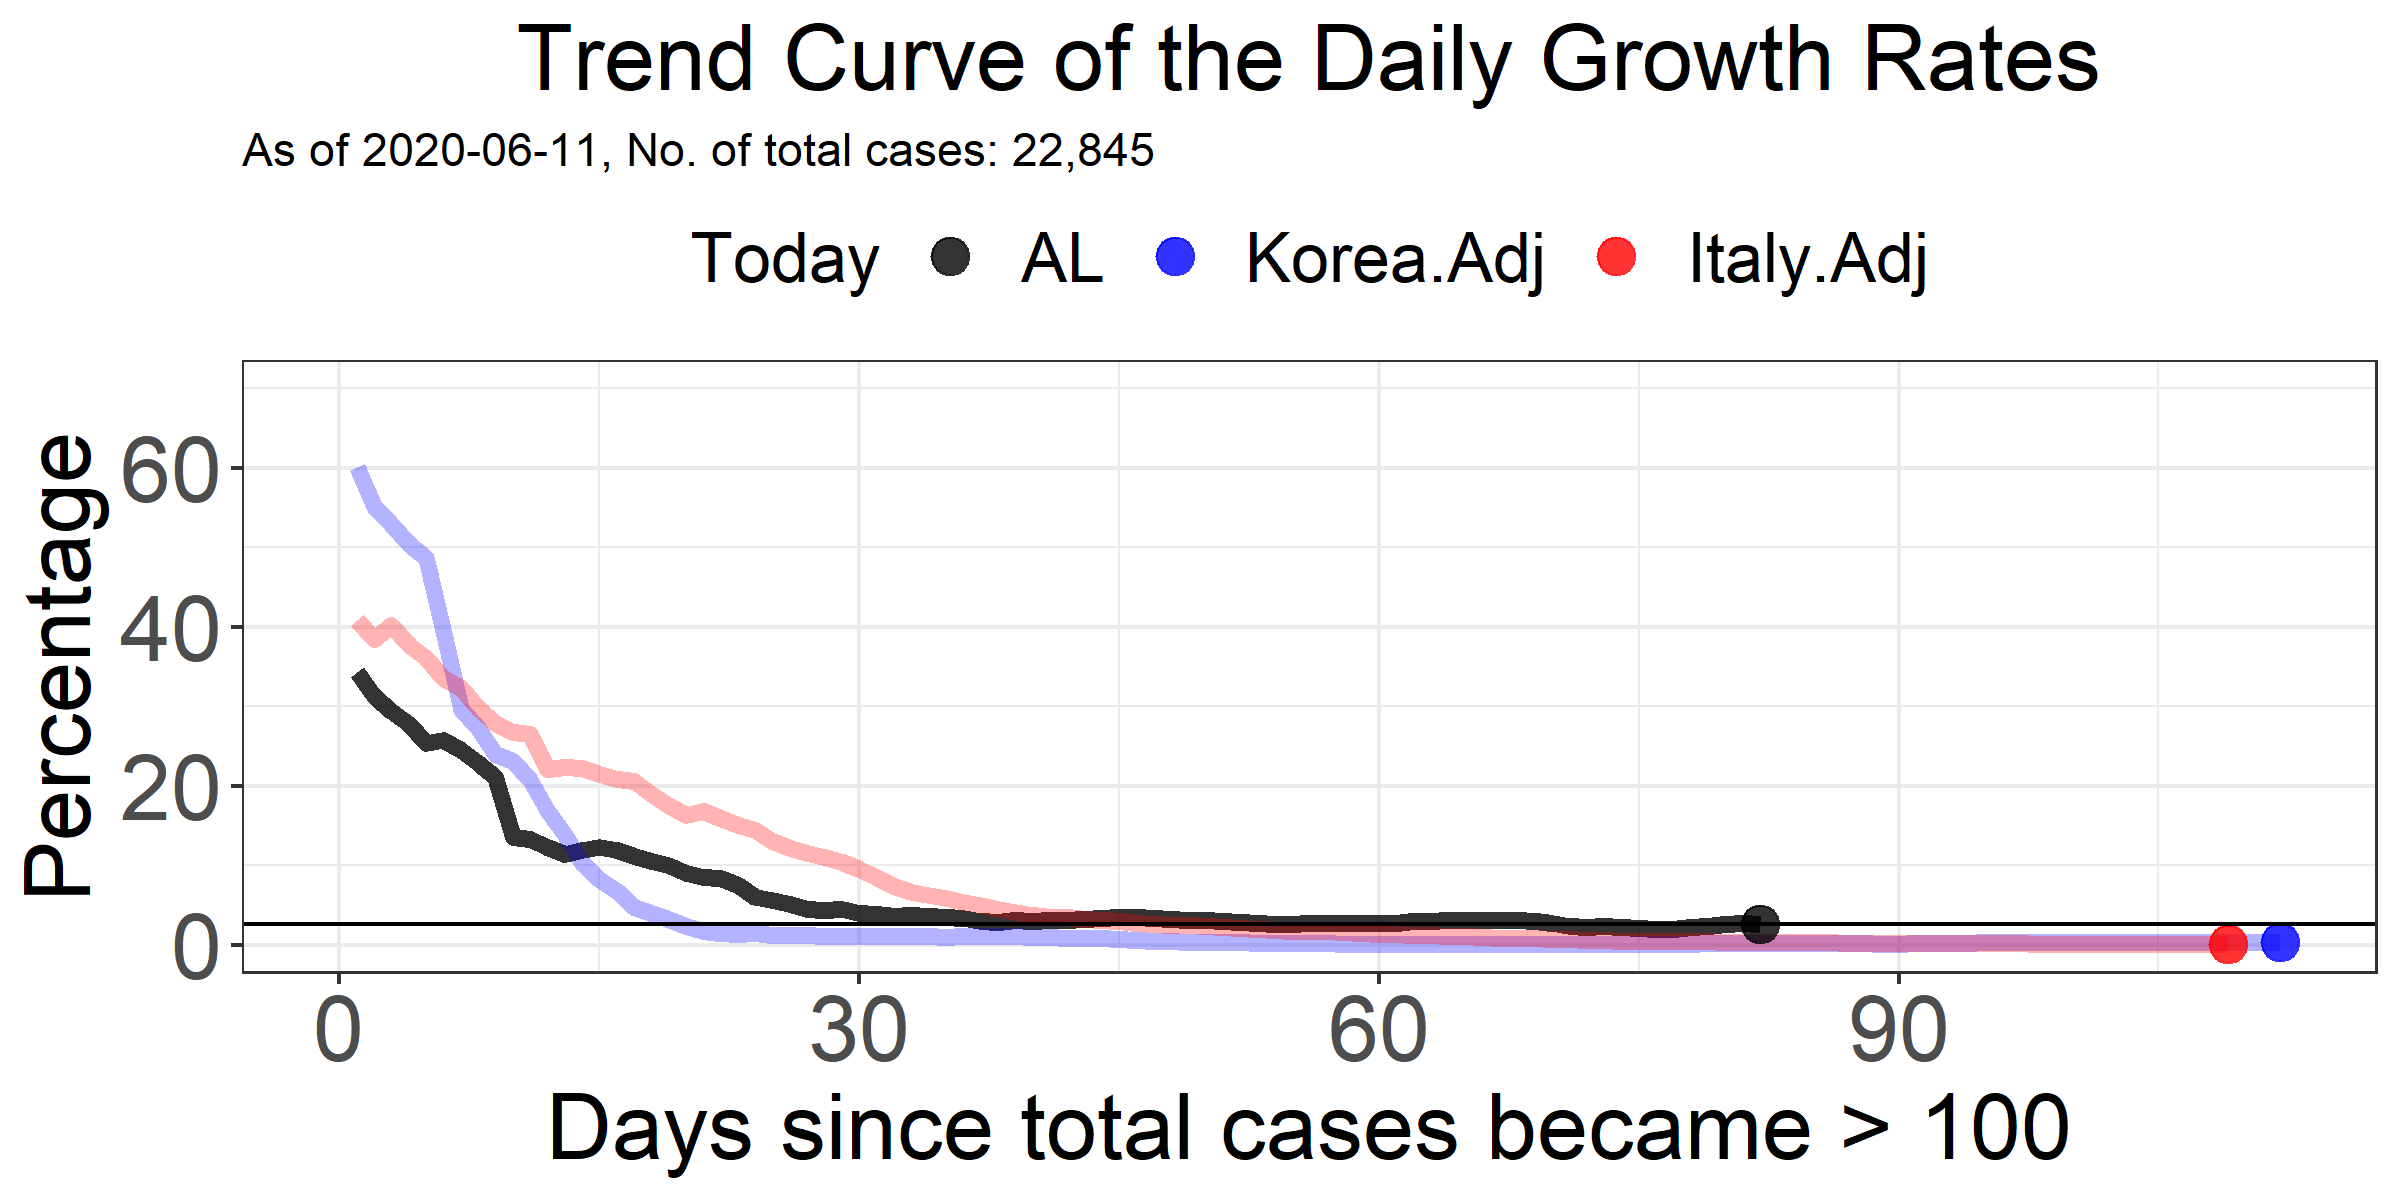 Trend Curve of the Daily Growth Rates
As of 2020-06-11, No. of total cases: 22,845
Today AL Korea.Adj Italy.Adj
Percentage
60
40
20
0
0 30 60 90
Days since total cases became > 100